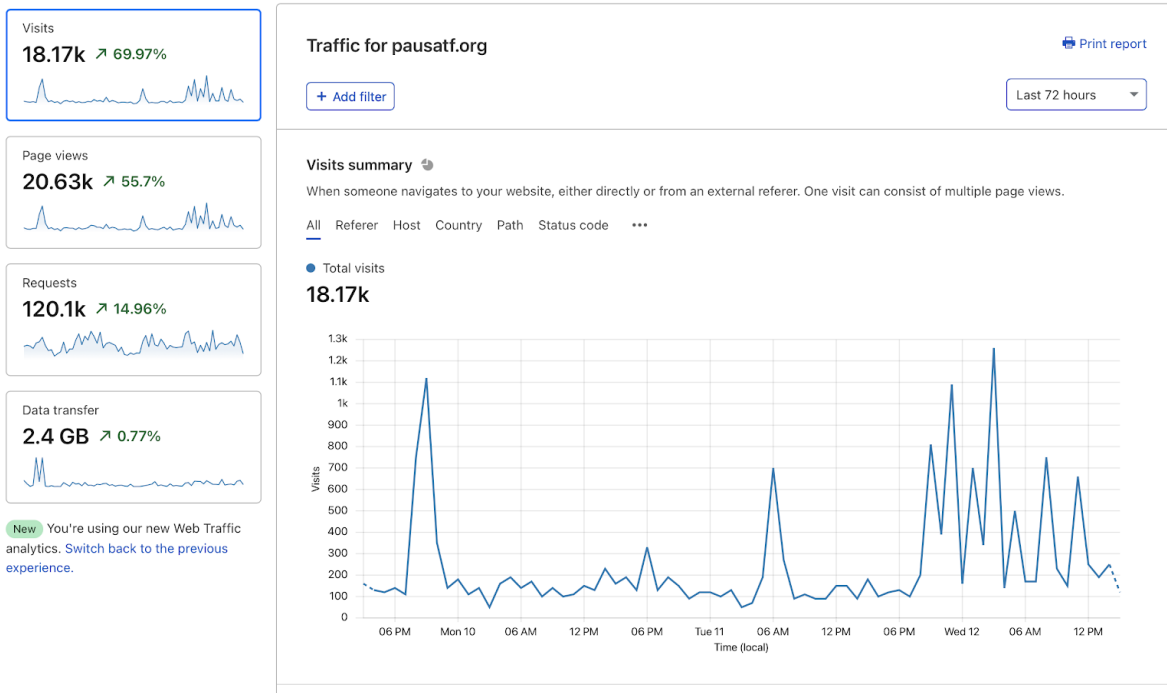 Visits
18.17k ↗ 69.97%
Page views
20.63k ↗ 55.7%
Requests
120.1k ↗ 14.96%
Data transfer
2.4 GB ↗ 0.77%
New You're using our new Web Traffic
analytics. Switch back to the previous
experience.
Traffic for pausatf.org
Print report
+ Add filter
Last 72 hours
Visits summary
When someone navigates to your website, either directly or from an external referer. One visit can consist of multiple page views.
All Referer Host Country Path Status code •••
Total visits
18.17k
1.3k
1.2k
1.1k
1k
900
800
700
600
500
400
300
200
100
0
Visits
06 PM Mon 10 06 AM 12 PM 06 PM Tue 11 06 AM 12 PM 06 PM Wed 12 06 AM 12 PM
Time (local)